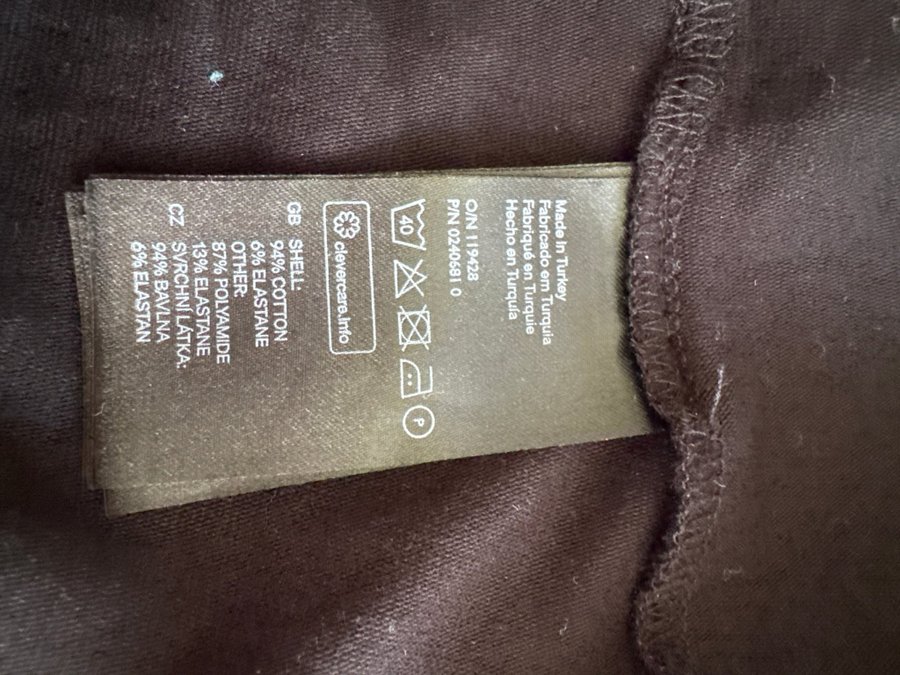 Made in Turkey
Fabricado em Turquia
Fabriqué en Turquie
Hecho en Turquía
O/N 119428
P/N 0240681 0
40
P
clevercare.info
GB SHELL:
94% COTTON
6% ELASTANE
OTHER:
87% POLYAMIDE
13% ELASTANE
CZ SVRCHNÍ LÁTKA:
94% BAVLNA
6% ELASTAN